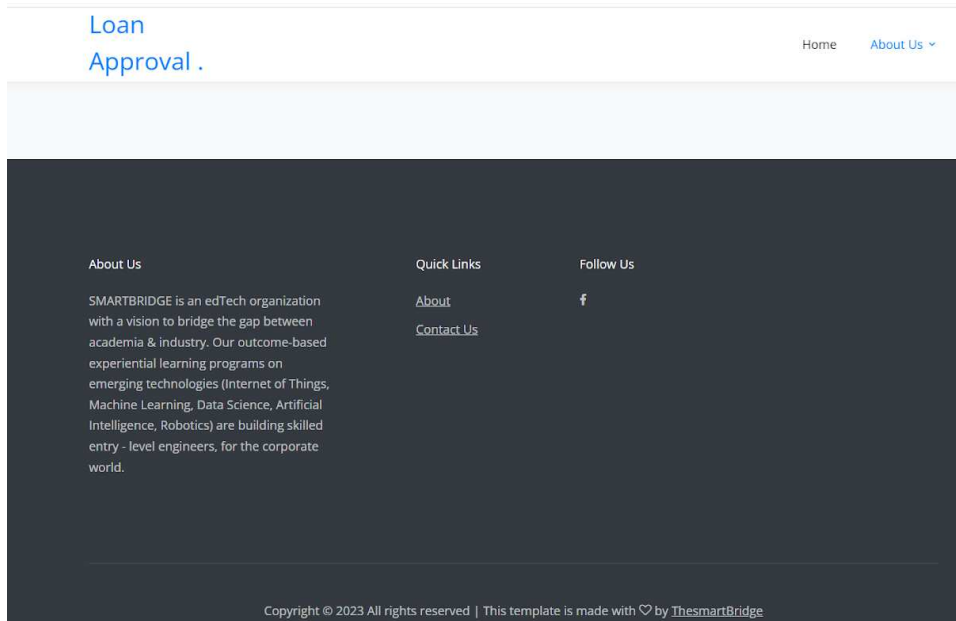 Loan
Approval .
Home About Us
About Us
SMARTBRIDGE is an edTech organization
with a vision to bridge the gap between
academia & industry. Our outcome-based
experiential learning programs on
emerging technologies (Internet of Things,
Machine Learning, Data Science, Artificial
Intelligence, Robotics) are building skilled
entry - level engineers, for the corporate
world.
Quick Links
About
Contact Us
Follow Us
Copyright © 2023 All rights reserved | This template is made with ♡ by ThesmartBridge